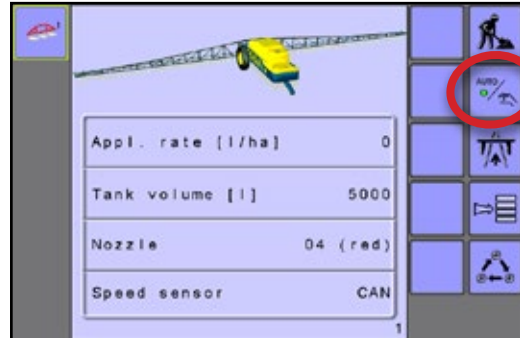 AUTO
Appl. rate [l/ha] 0
Tank volume [l] 5000
Nozzle 04 (red)
Speed sensor CAN
1